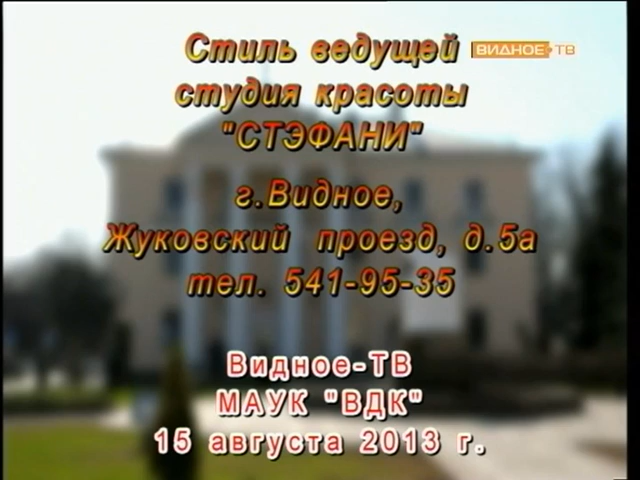 Стиль ведущей
ВИДНОЕ ТВ
студия красоты
"СТЭФАНИ"
г.Видное,
Жуковский проезд, д.5а
тел. 541-95-35
Видное-ТВ
МАУК "ВДК"
15 августа 2013 г.